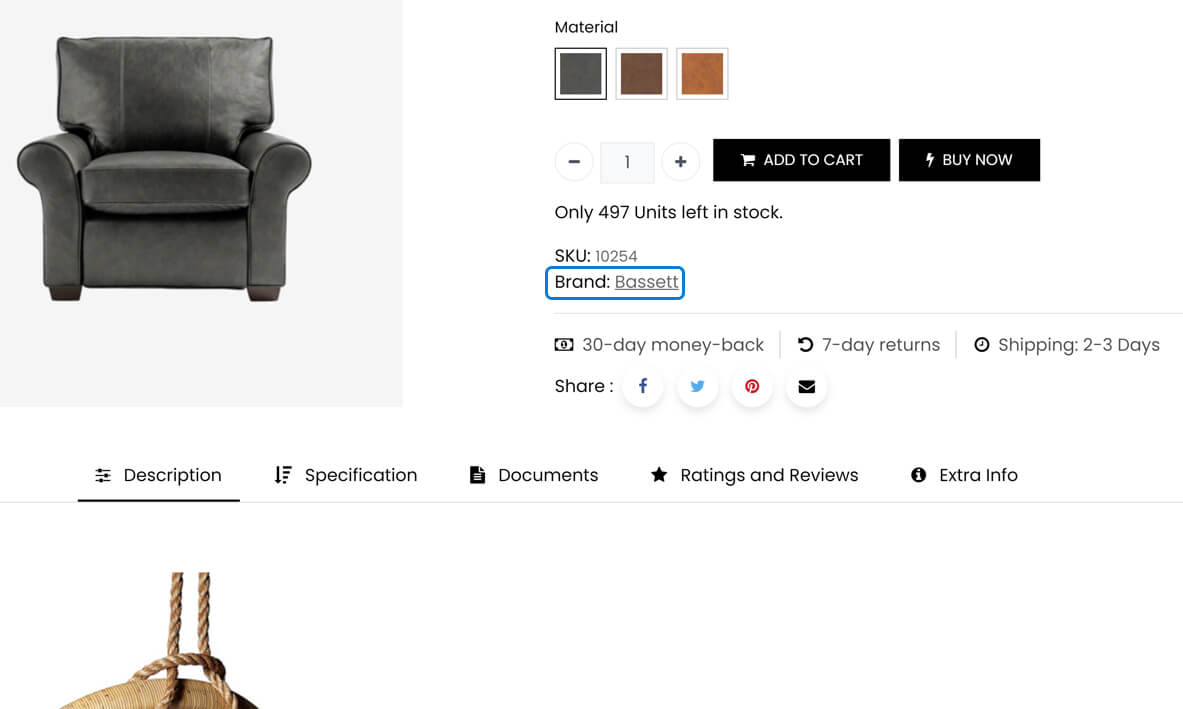 Material
1
ADD TO CART
BUY NOW
Only 497 Units left in stock.
SKU: 10254
Brand: Bassett
30-day money-back
7-day returns
Shipping: 2-3 Days
Share :
Description
Specification
Documents
Ratings and Reviews
Extra Info